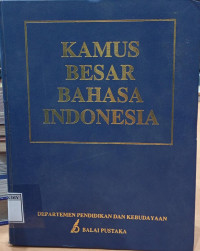 KAMUS
BESAR
BAHASA
INDONESIA
DEPARTEMEN PENDIDIKAN DAN KEBUDAYAAN
BALAI PUSTAKA